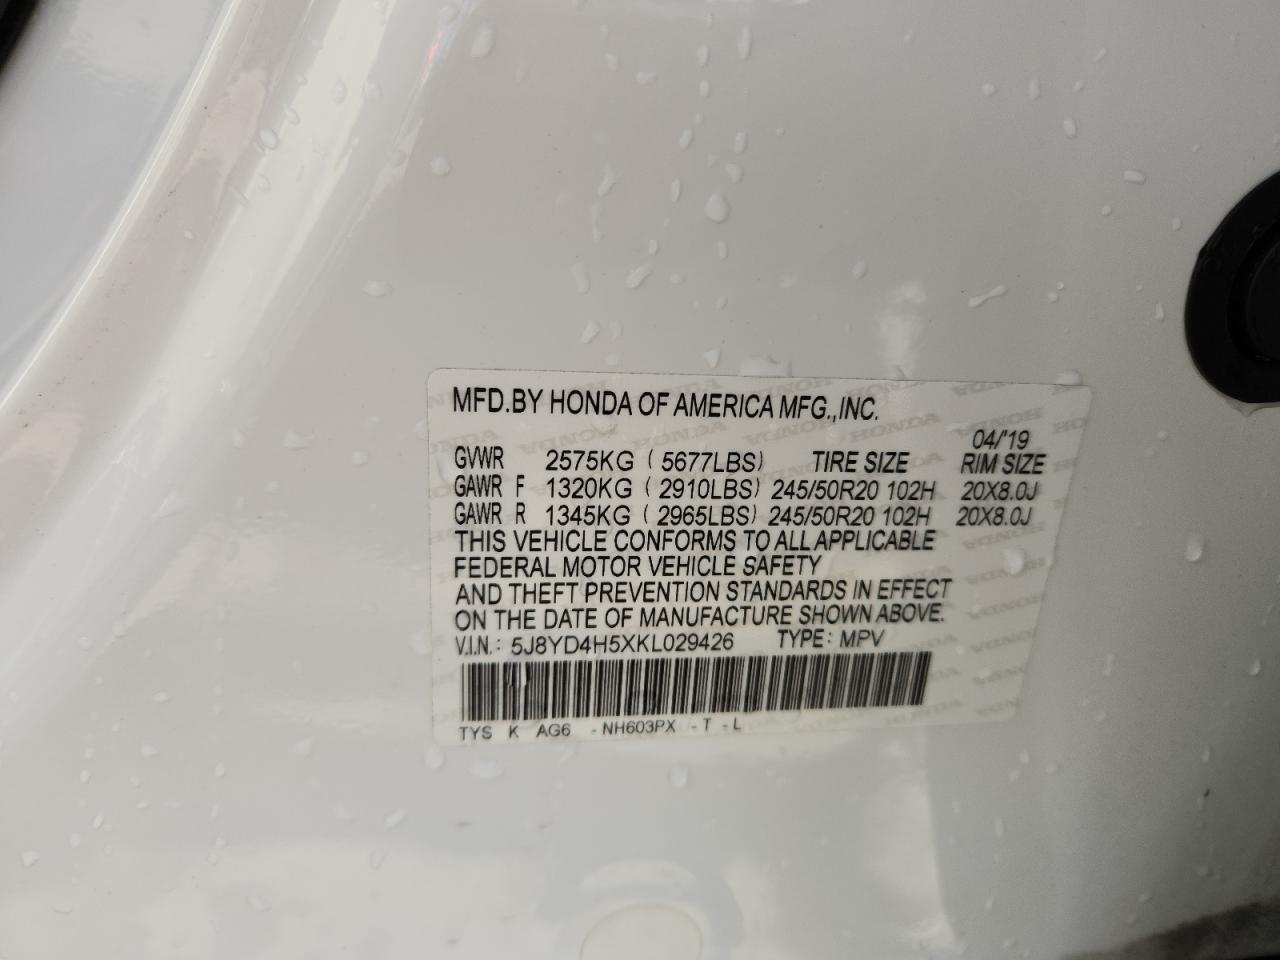 MFD.BY HONDA OF AMERICA MFG.,INC.
04/'19
GVWR 2575KG ( 5677LBS) TIRE SIZE RIM SIZE
GAWR F 1320KG ( 2910LBS) 245/50R20 102H 20X8.0J
GAWR R 1345KG ( 2965LBS) 245/50R20 102H 20X8.0J
THIS VEHICLE CONFORMS TO ALL APPLICABLE
FEDERAL MOTOR VEHICLE SAFETY
AND THEFT PREVENTION STANDARDS IN EFFECT
ON THE DATE OF MANUFACTURE SHOWN ABOVE.
V.I.N.: 5J8YD4H5XKL029426 TYPE: MPV
TYS K AG6 -NH603PX -T -L